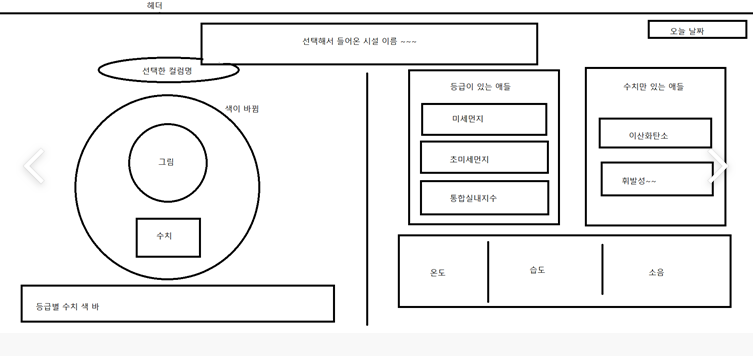 헤더
선택해서 들어온 시설 이름 ~~~
오늘 날짜
선택한 컬럼명
색이 바뀜
그림
수치
등급별 수치 색 바
등급이 있는 애들
미세먼지
초미세먼지
통합실내지수
수치만 있는 애들
이산화탄소
휘발성~~
온도
습도
소음